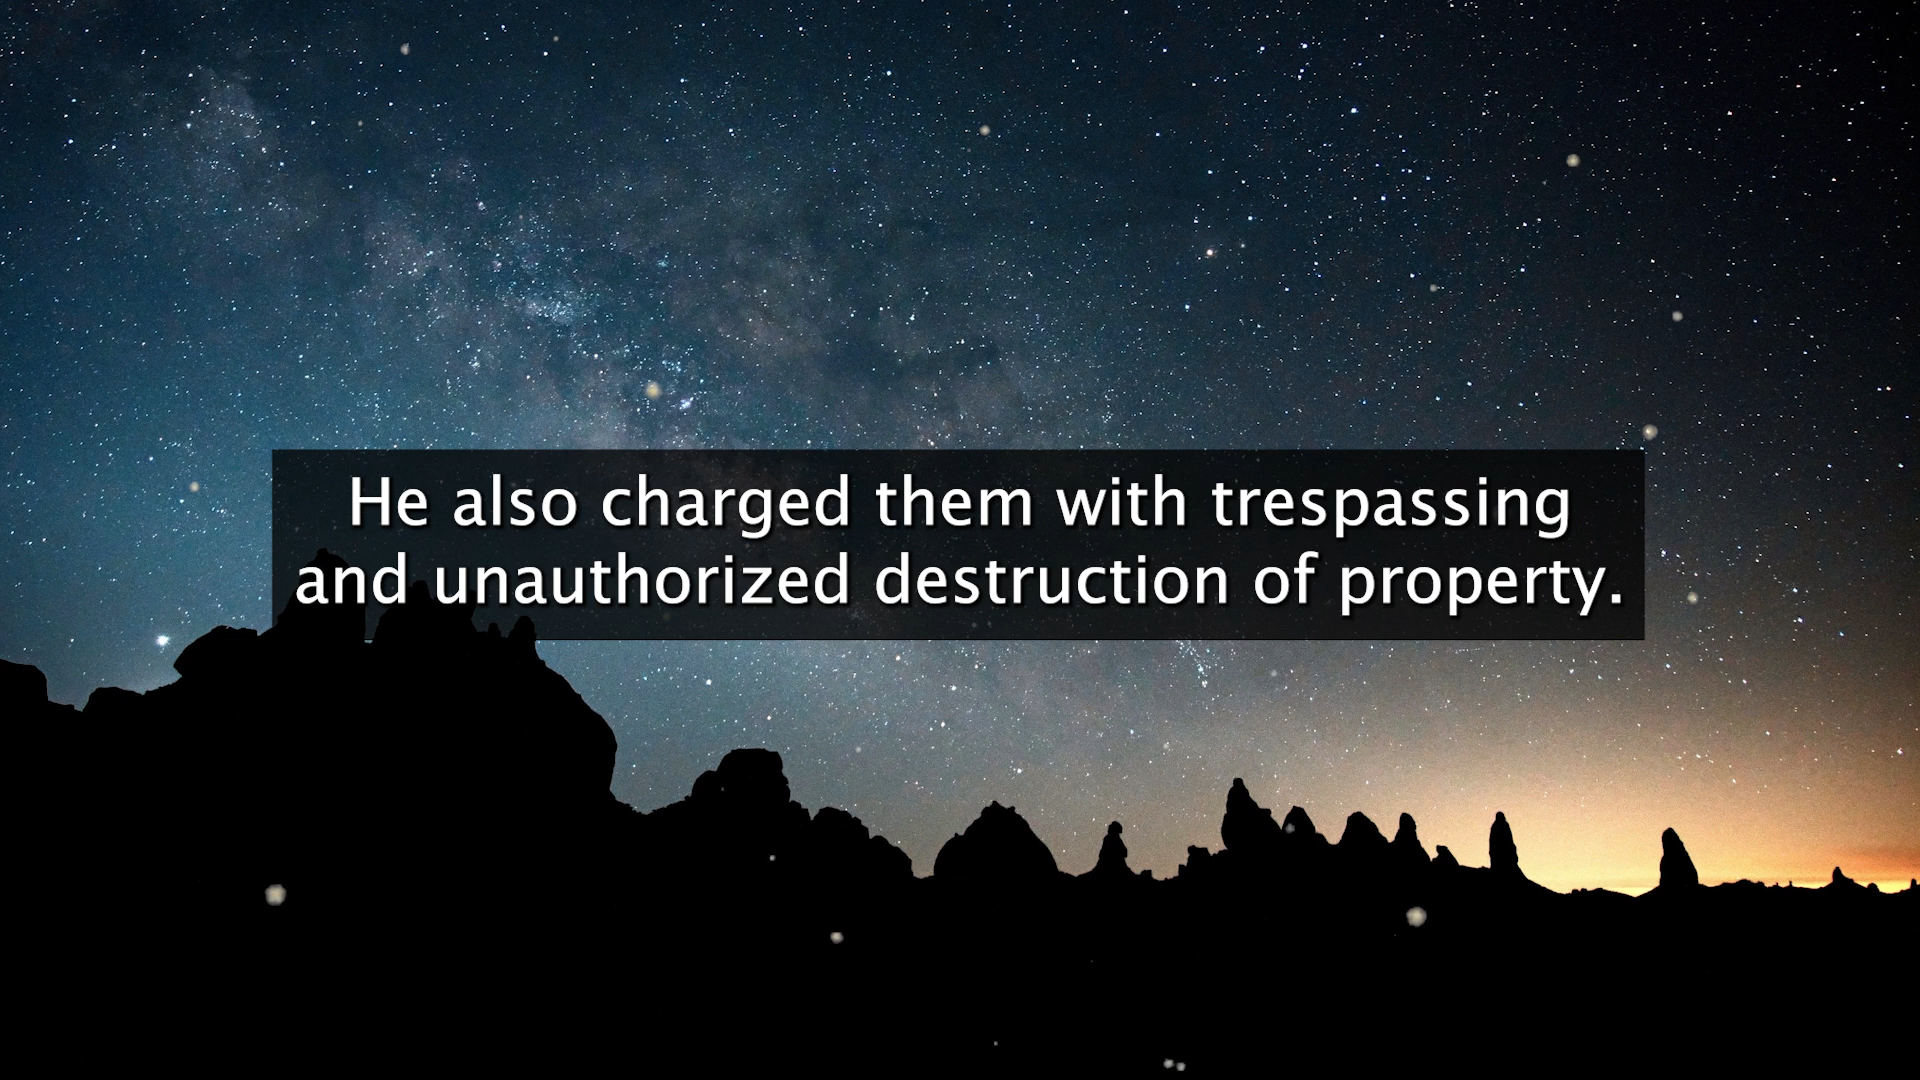 He also charged them with trespassing
and unauthorized destruction of property.